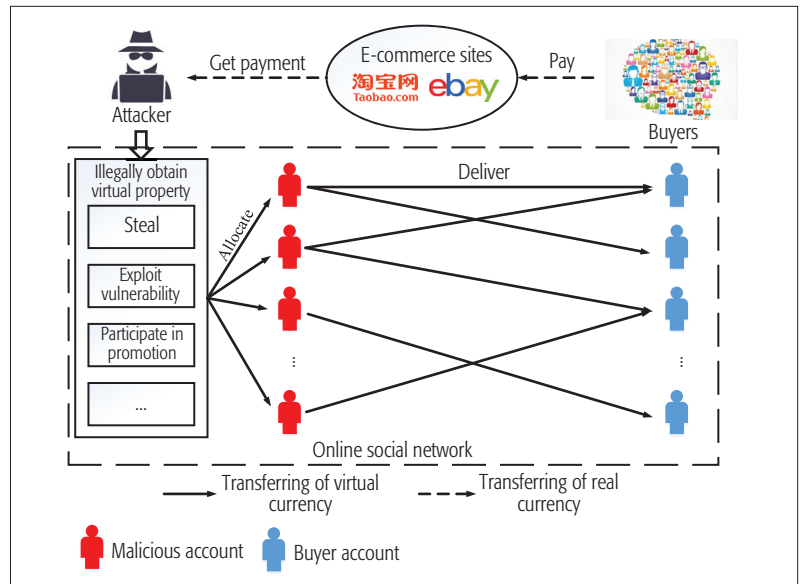 Get payment
E-commerce sites
淘宝网
Taobao.com
ebay
Pay
Attacker
Buyers
Illegally obtain
virtual property
Steal
Exploit
vulnerability
Participate in
promotion
...
Allocate
Deliver
...
...
Online social network
Transferring of virtual
currency
Transferring of real
currency
Malicious account
Buyer account